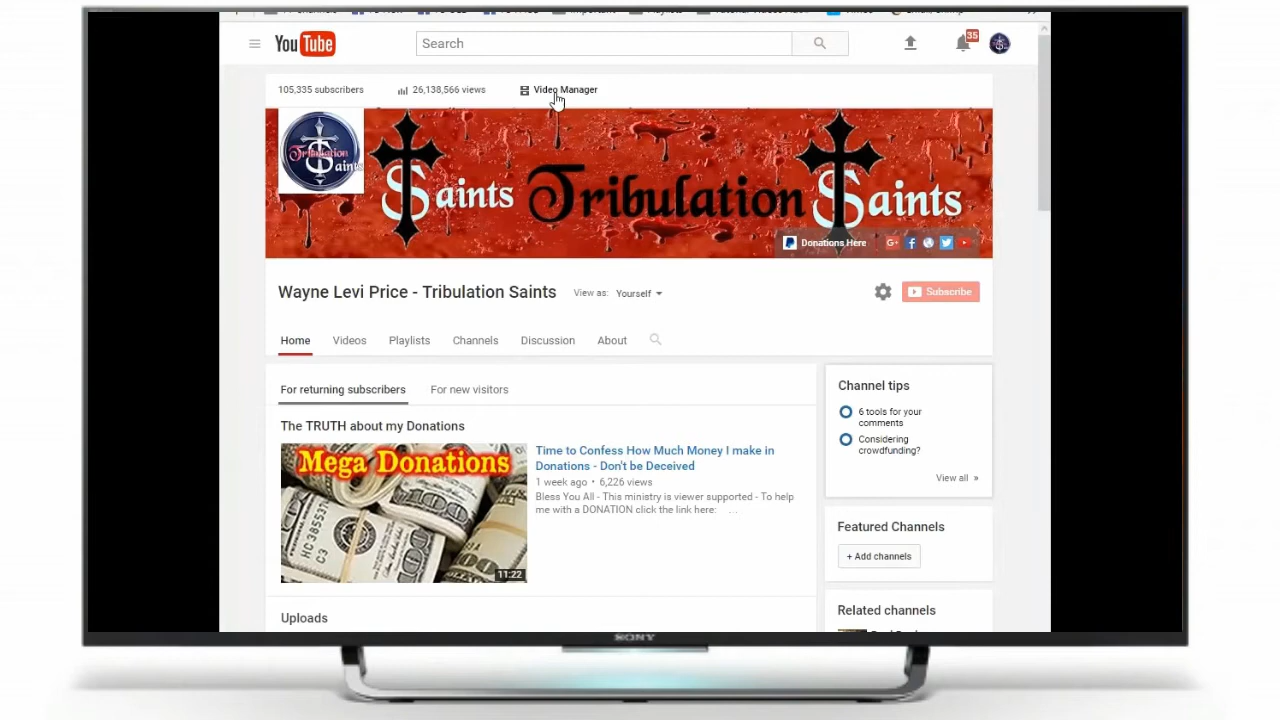 YouTube
Search
35
105,335 subscribers
26,138,566 views
Video Manager
Tribulation
Saints
Saints Tribulation Saints
Donations Here
Wayne Levi Price - Tribulation Saints
View as: Yourself
Subscribe
Home Videos Playlists Channels Discussion About
For returning subscribers
For new visitors
The TRUTH about my Donations
Mega Donations
11:22
Time to Confess How Much Money I make in
Donations - Don't be Deceived
1 week ago • 6,226 views
Bless You All - This ministry is viewer supported - To help
me with a DONATION click the link here: ...
Uploads
Channel tips
6 tools for your
comments
Considering
crowdfunding?
View all »
Featured Channels
+ Add channels
Related channels
SONY